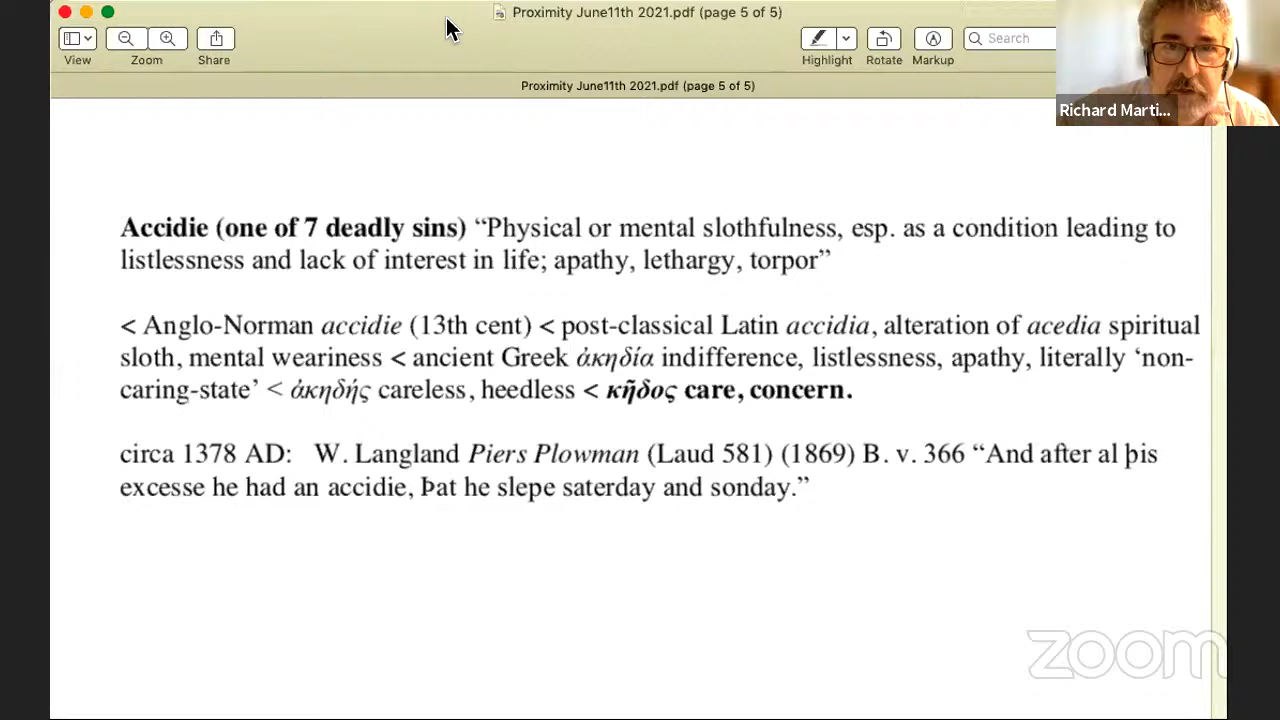 Proximity June11th 2021.pdf (page 5 of 5)
View
Zoom
Share
Highlight
Rotate
Markup
Search
Proximity June11th 2021.pdf (page 5 of 5)
Richard Marti...
Accidie (one of 7 deadly sins) “Physical or mental slothfulness, esp. as a condition leading to
listlessness and lack of interest in life; apathy, lethargy, torpor”
< Anglo-Norman accidie (13th cent) < post-classical Latin accidia, alteration of acedia spiritual
sloth, mental weariness < ancient Greek ἀκηδία indifference, listlessness, apathy, literally ‘non-
caring-state’ < ἀκηδής careless, heedless < κῆδος care, concern.
circa 1378 AD: W. Langland Piers Plowman (Laud 581) (1869) B. v. 366 “And after al þis
excesse he had an accidie, Þat he slepe saterday and sonday.”
zoom